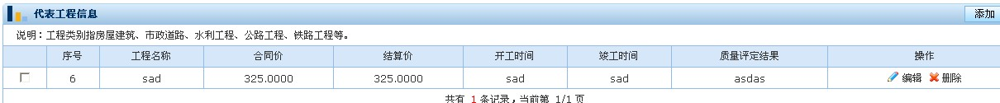 代表工程信息 添加
说明：工程类别指房屋建筑、市政道路、水利工程、公路工程、铁路工程等。
序号 工程名称 合同价 结算价 开工时间 竣工时间 质量评定结果 操作
6 sad 325.0000 325.0000 sad sad asdas 编辑 删除
共有 1 条记录，当前第 1/1 页